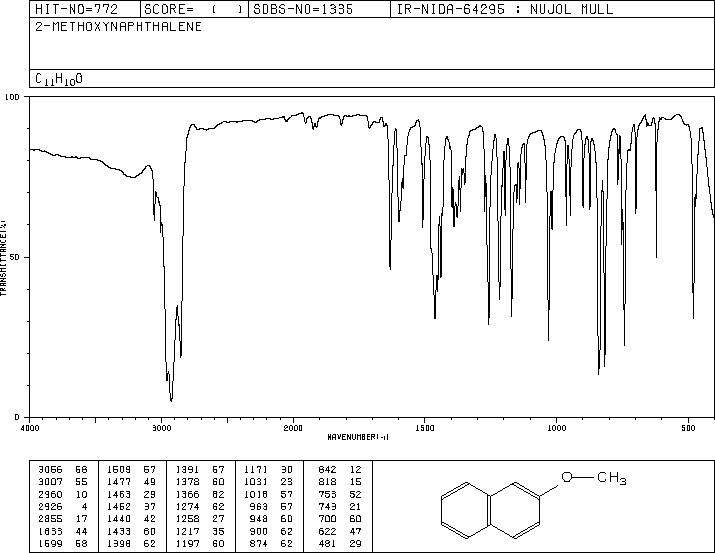 HIT-NO=772 SCORE= ( ) SDBS-NO=1335 IR-NIDA-64295 : NUJOL MULL
2-METHOXYNAPHTHALENE
C11H10O
100
50
0
TRANSMITTANCE(%)
4000 3000 2000 1500 1000 500
WAVENUMBER(-1)
3056 68 1509 57 1391 67 1171 30 842 12
3007 55 1477 49 1378 60 1031 23 818 15
2960 10 1463 29 1366 62 1018 57 753 52
2926 4 1452 37 1274 62 963 57 743 21
2855 17 1440 42 1258 27 948 60 700 60
1633 44 1433 60 1217 35 900 62 622 47
1599 58 1398 62 1197 60 874 62 481 29
O CH3